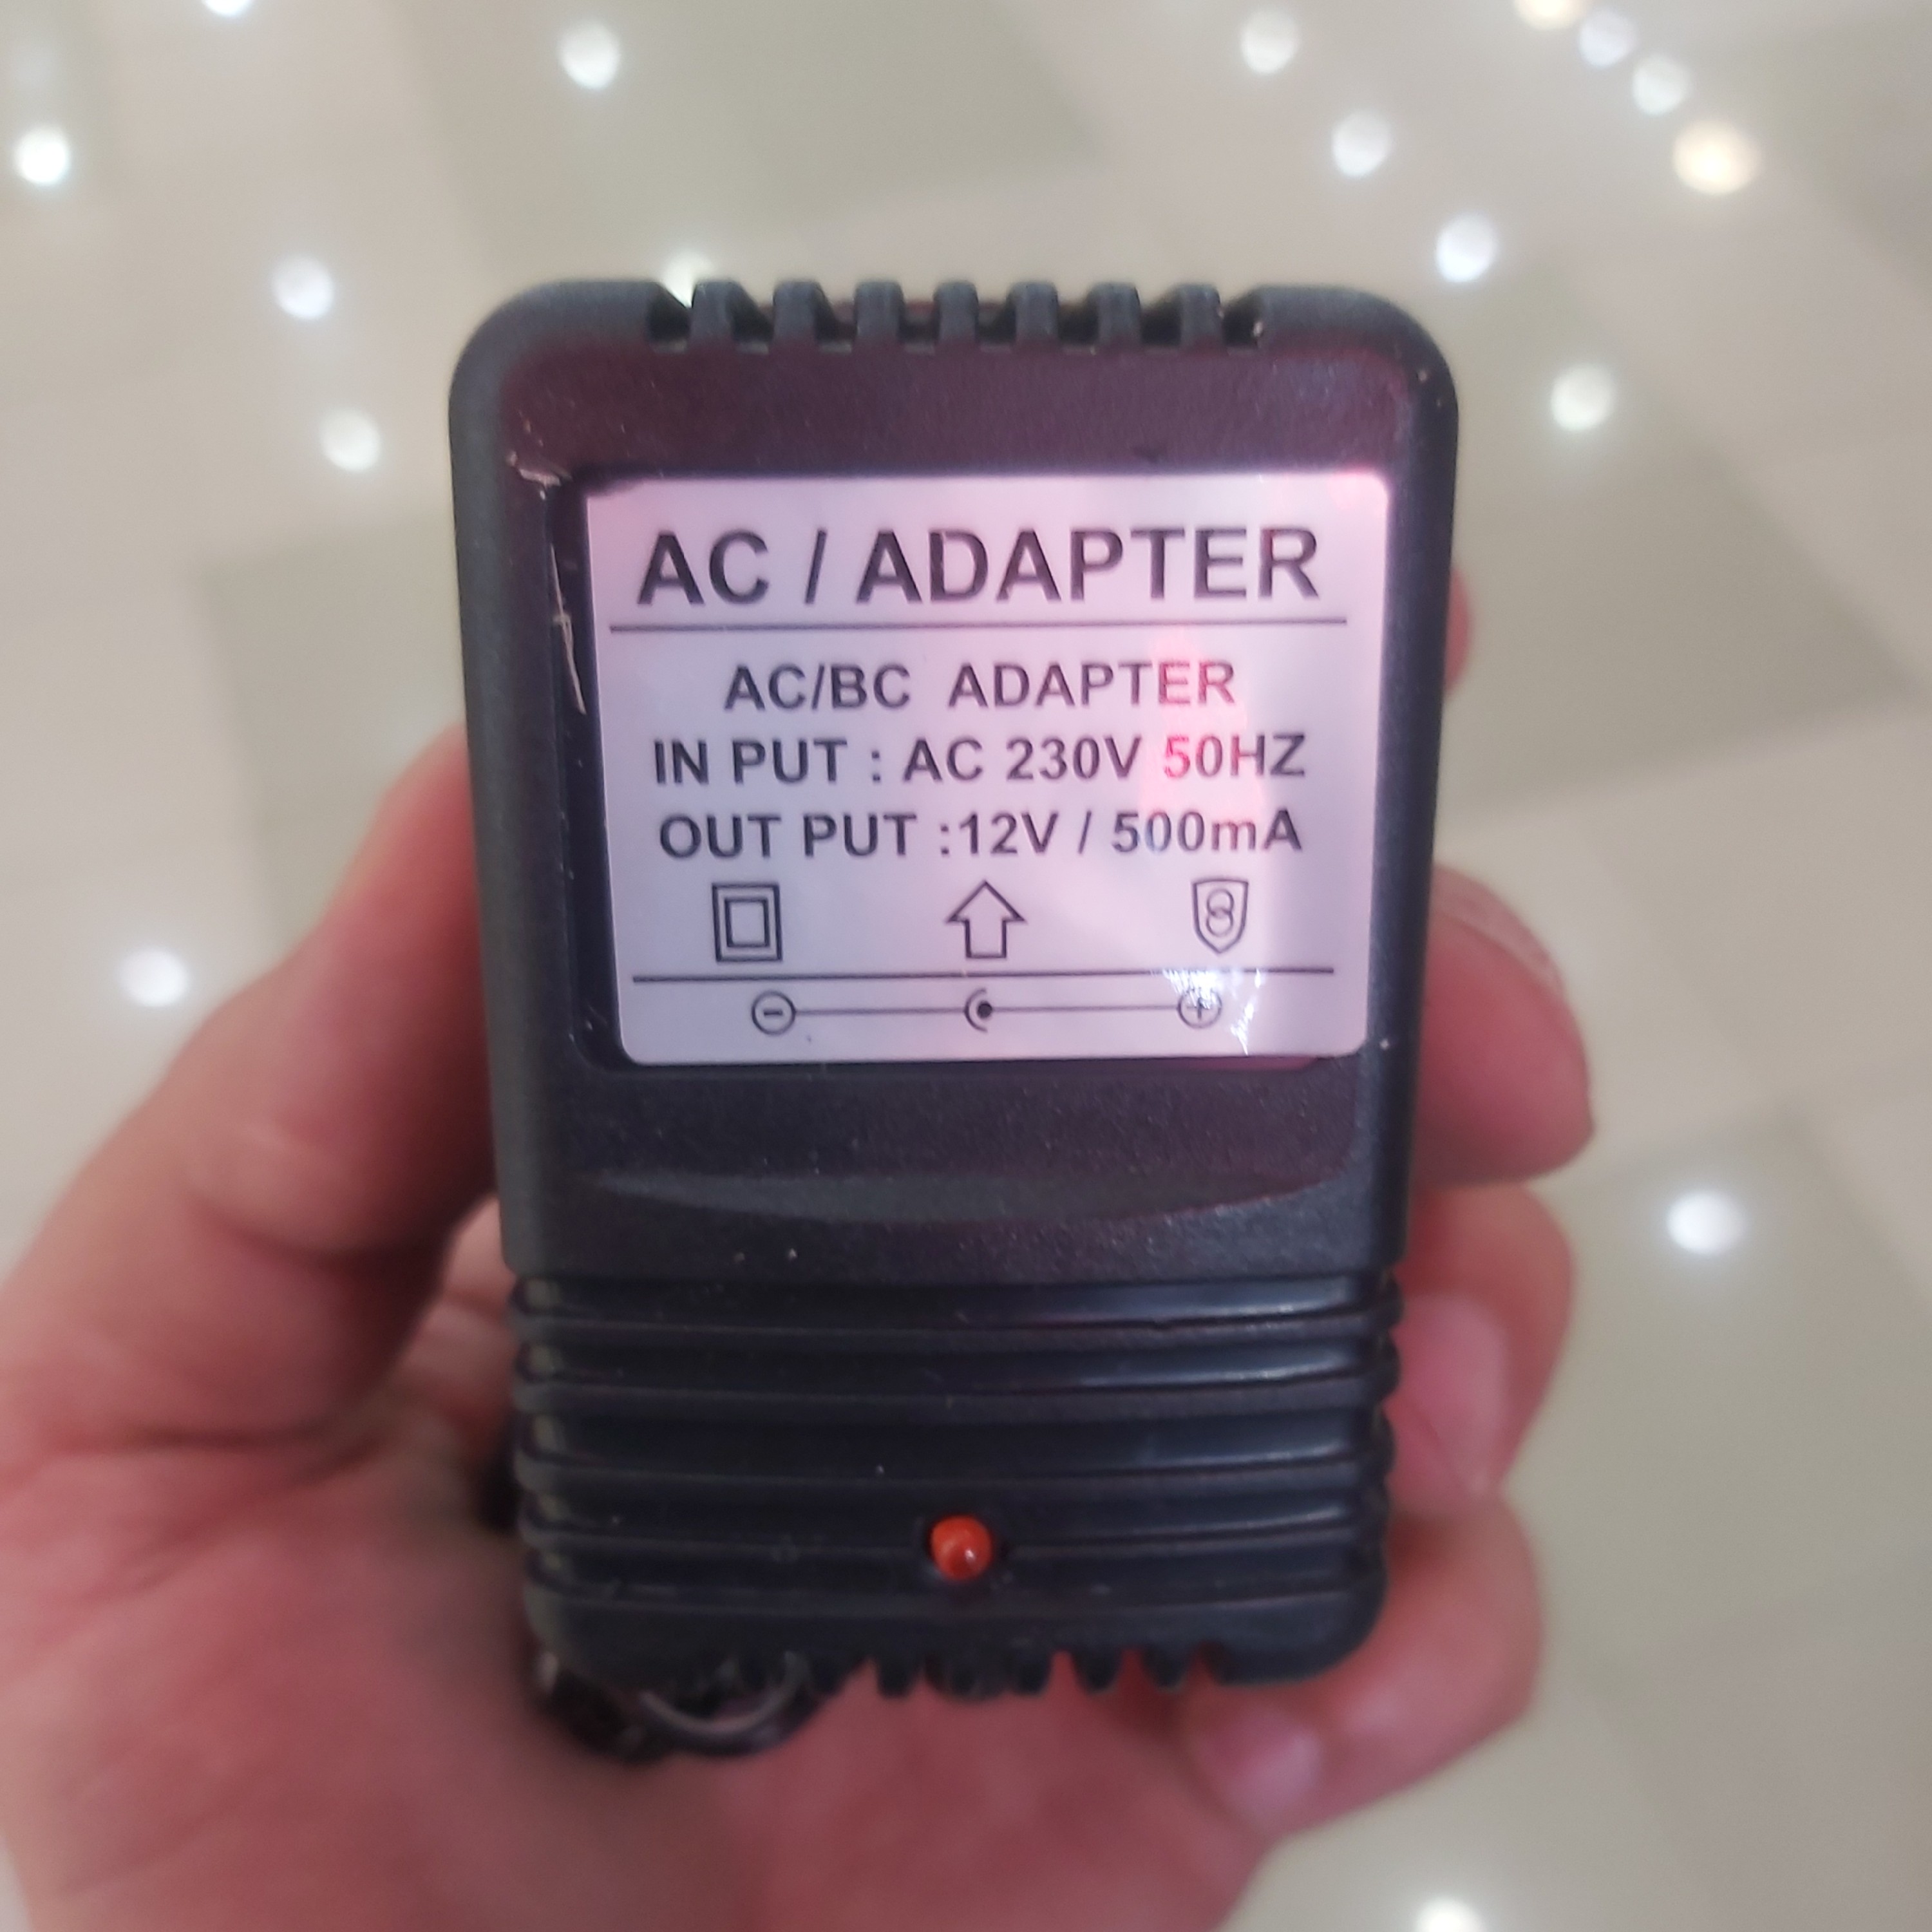 AC / ADAPTER
AC/BC ADAPTER
IN PUT : AC 230V 50HZ
OUT PUT :12V / 500mA